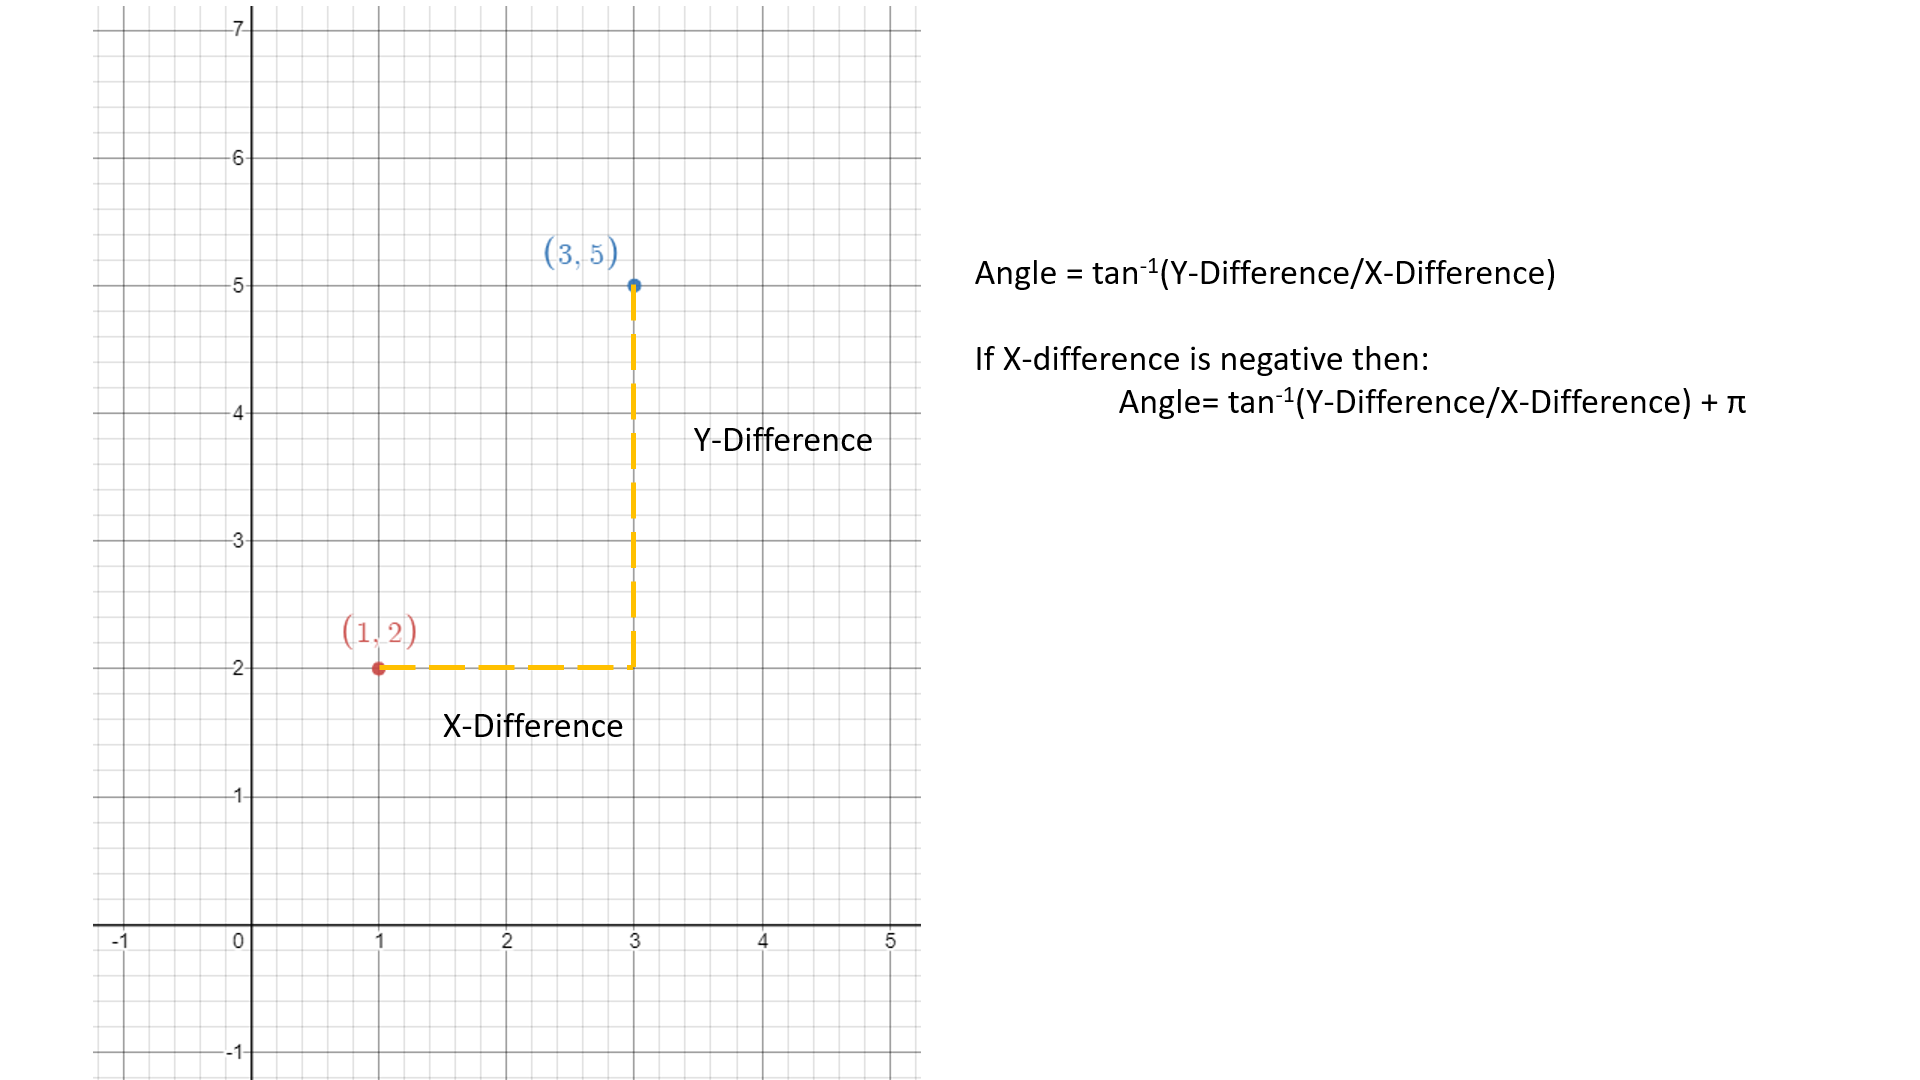 7
6
(3, 5)
5
Angle = tan-1(Y-Difference/X-Difference)
If X-difference is negative then:
Angle= tan-1(Y-Difference/X-Difference) + π
4
Y-Difference
3
(1, 2)
2
X-Difference
1
-1 0 1 2 3 4 5
-1